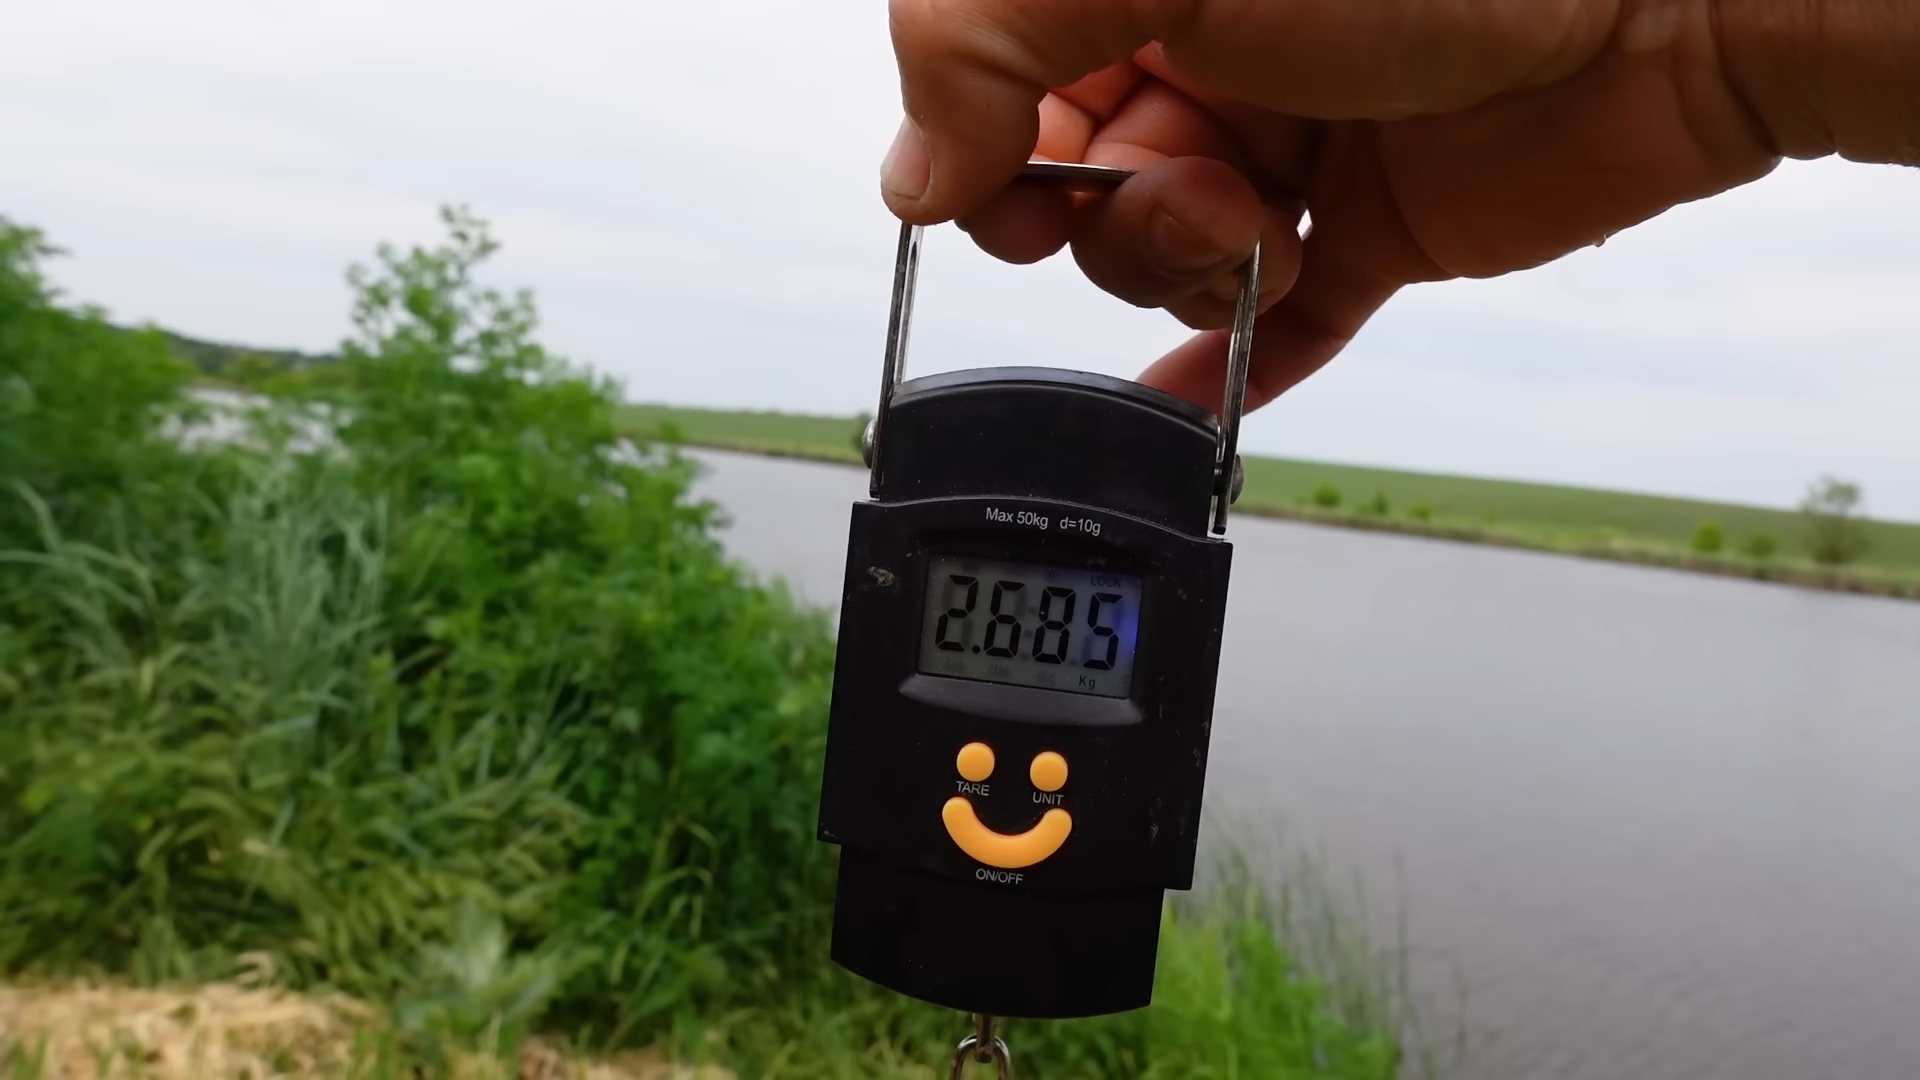 Max 50kg d=10g
LOCK
2.685
Kg
TARE UNIT
ON/OFF